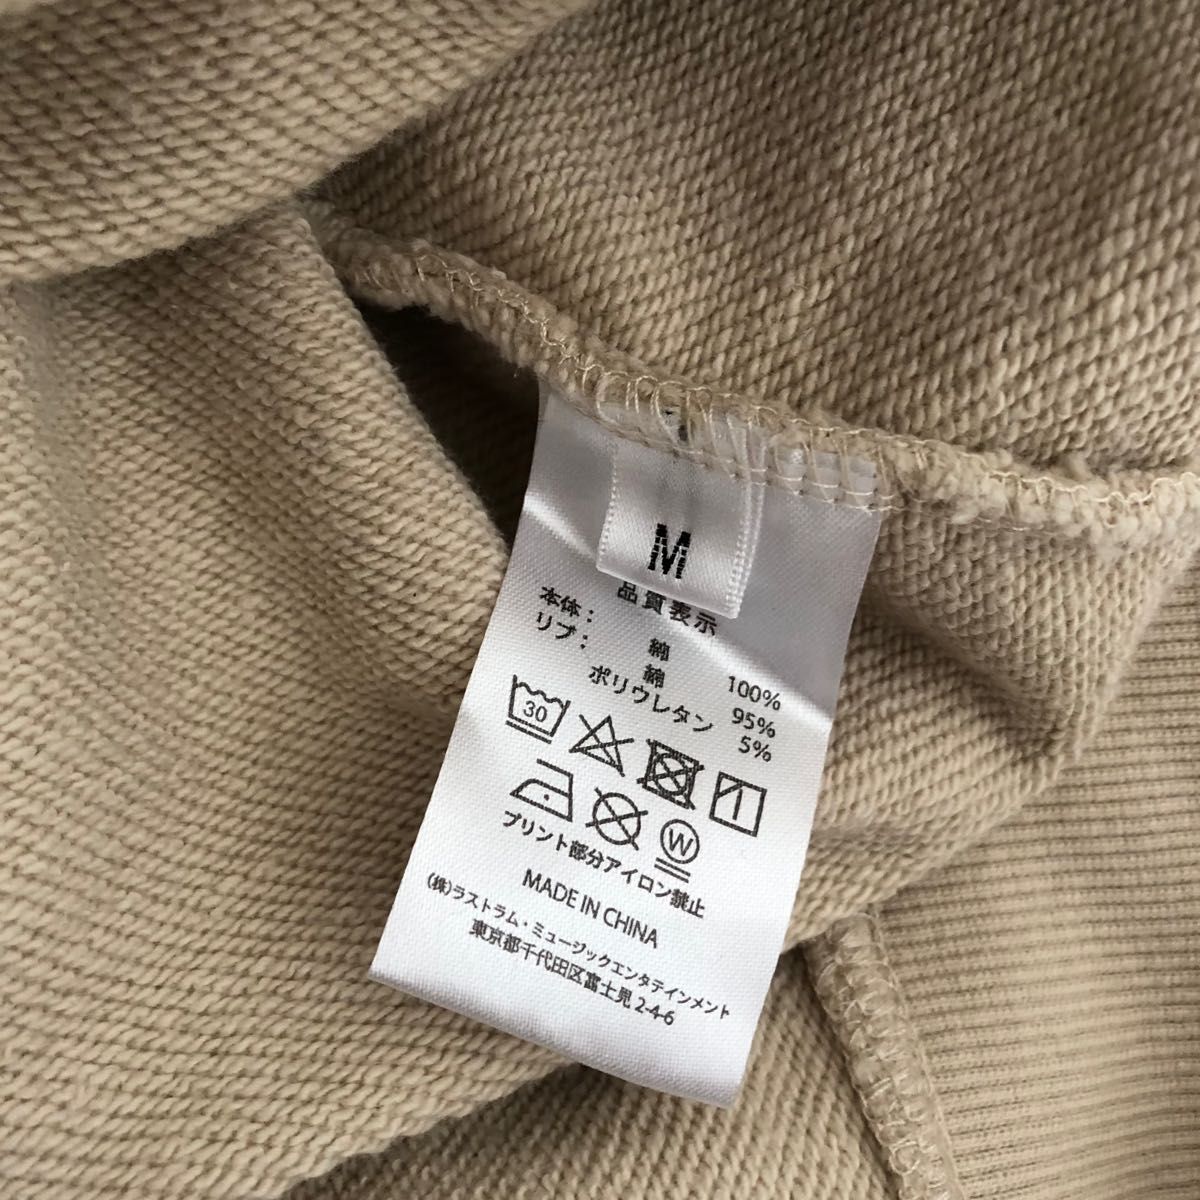 M
品質表示
本体： 綿 100%
リブ： 綿 95%
ポリウレタン 5%
30
W
プリント部分アイロン禁止
MADE IN CHINA
(株)ラストラム・ミュージックエンタテインメント
東京都千代田区富士見 2-4-6